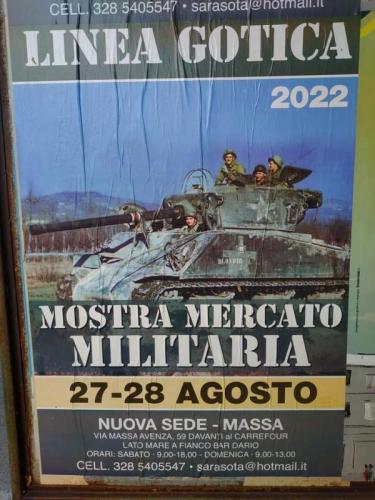 CELL. 328 5405547 • sarasota@hotmail.it
LINEA GOTICA
2022
MOSTRA MERCATO
MILITARIA
27-28 AGOSTO
NUOVA SEDE - MASSA
VIA MASSA AVENZA, 59 DAVANTI al CARREFOUR
LATO MARE A FIANCO BAR DARIO
ORARI: SABATO - 9,00-18,00 - DOMENICA - 9,00-13,00
CELL. 328 5405547 • sarasota@hotmail.it